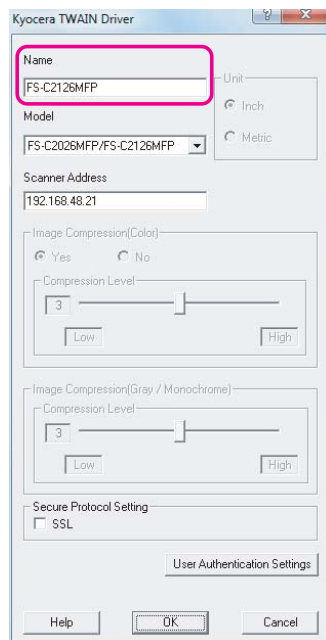 Kyocera TWAIN Driver
Name
FS-C2126MFP
Unit
Inch
Metric
Model
FS-C2026MFP/FS-C2126MFP
Scanner Address
192.168.48.21
Image Compression(Color)
Yes No
Compression Level
3
Low High
Image Compression(Gray / Monochrome)
Compression Level
3
Low High
Secure Protocol Setting
SSL
User Authentication Settings
Help OK Cancel